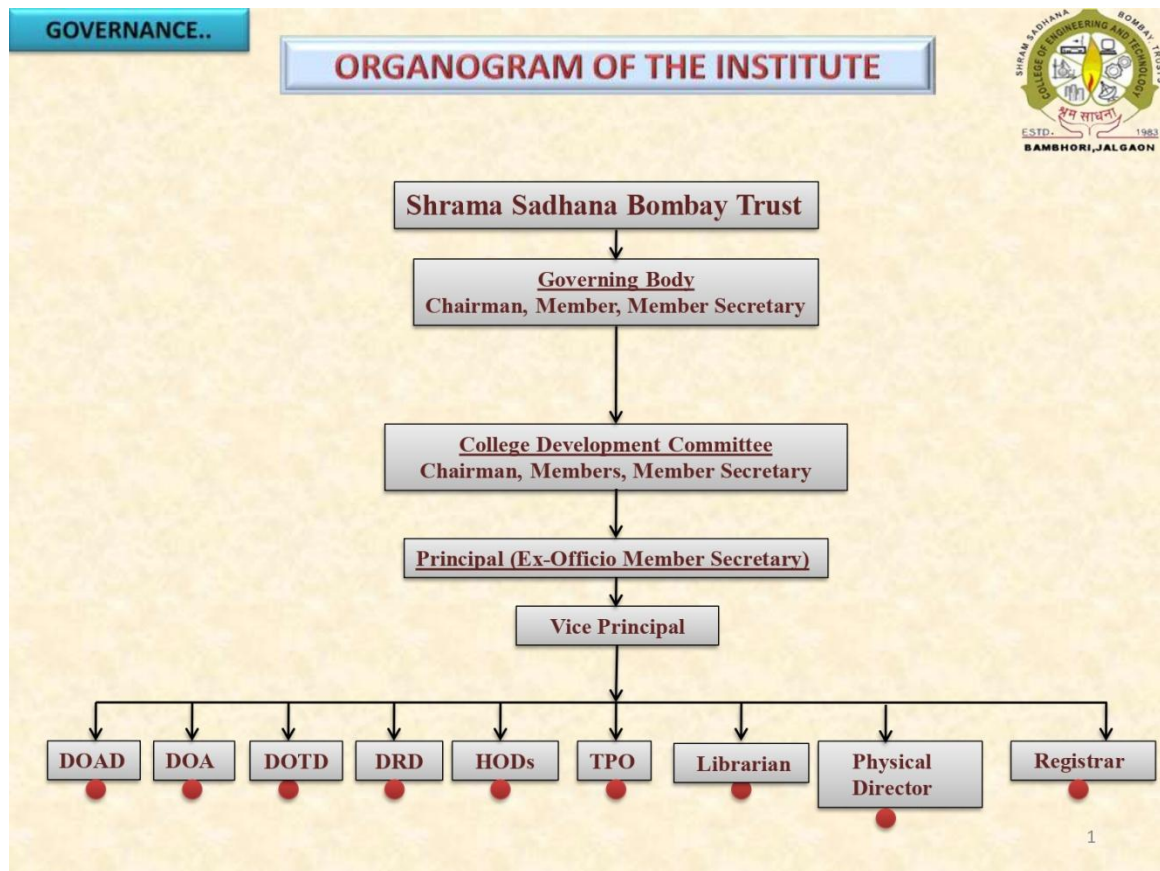 GOVERNANCE..
ORGANOGRAM OF THE INSTITUTE
SHRAM SADHANA BOMBAY TRUST'S
COLLEGE OF ENGINEERING AND TECHNOLOGY
श्रम साधना
ESTD. 1983
BAMBHORI,JALGAON
Shrama Sadhana Bombay Trust
Governing Body
Chairman, Member, Member Secretary
College Development Committee
Chairman, Members, Member Secretary
Principal (Ex-Officio Member Secretary)
Vice Principal
DOAD DOA DOTD DRD HODs TPO Librarian Physical Registrar
Director
1